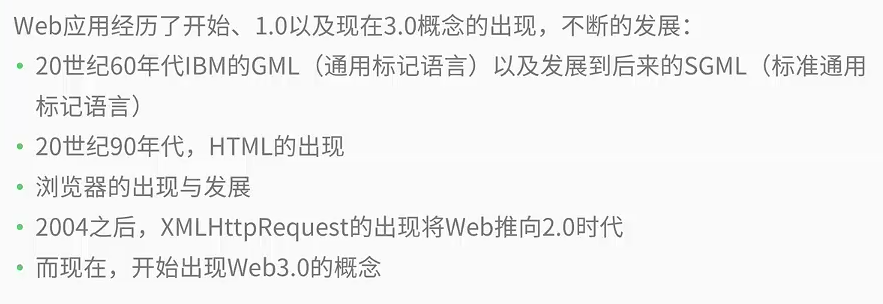 Web应用经历了开始、1.0以及现在3.0概念的出现，不断的发展：
• 20世纪60年代IBM的GML（通用标记语言）以及发展到后来的SGML（标准通用
标记语言）
• 20世纪90年代，HTML的出现
• 浏览器的出现与发展
• 2004之后，XMLHttpRequest的出现将Web推向2.0时代
• 而现在，开始出现Web3.0的概念